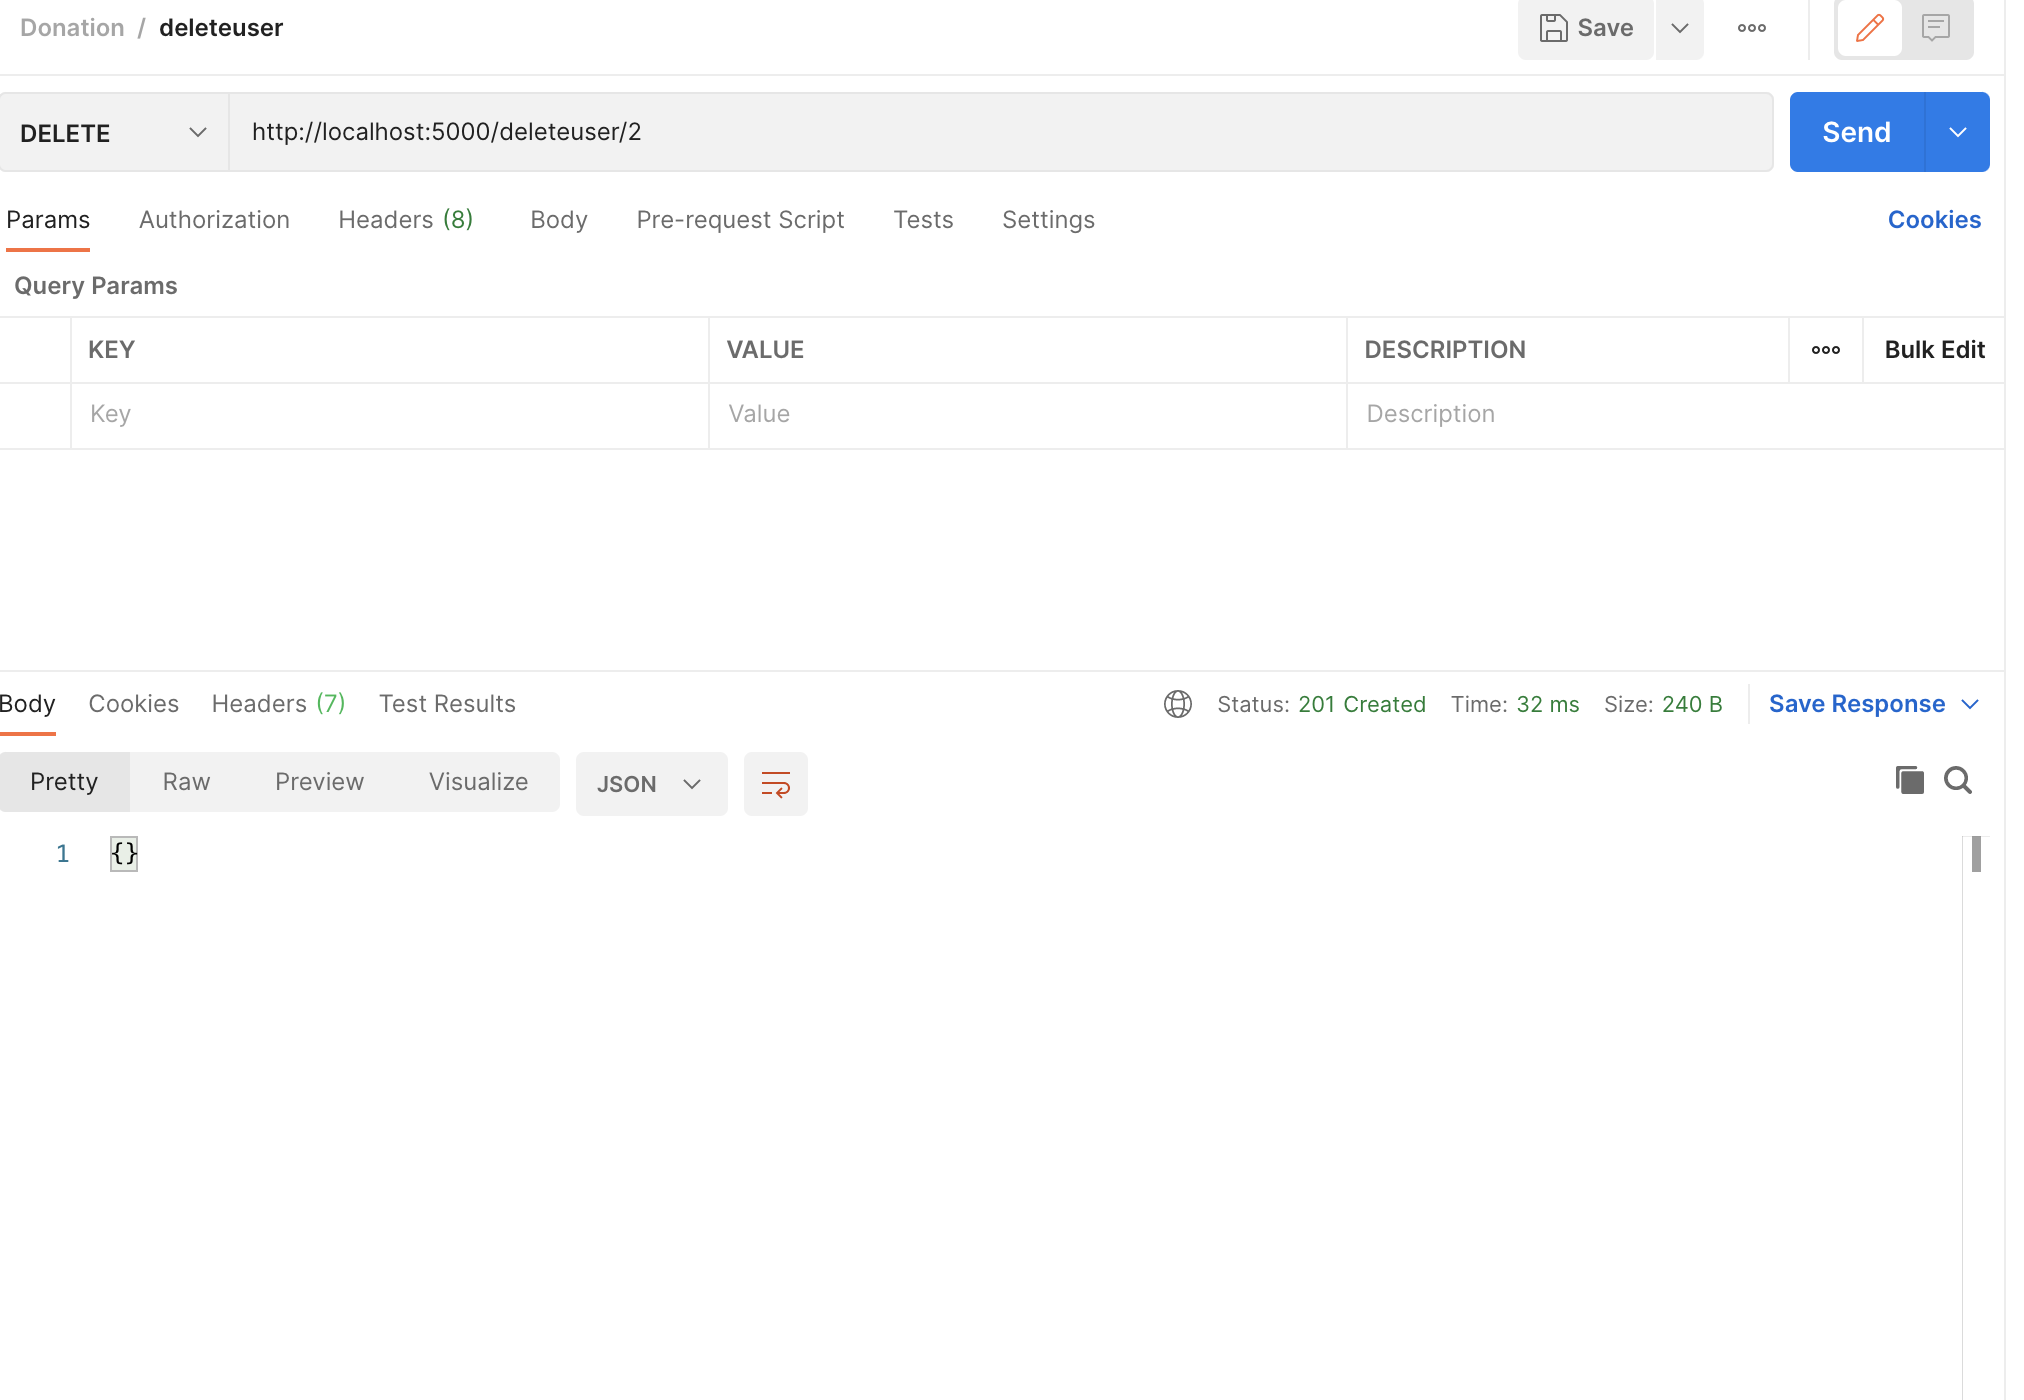 Donation / deleteuser
Save
DELETE
http://localhost:5000/deleteuser/2
Send
Params Authorization Headers (8) Body Pre-request Script Tests Settings Cookies
Query Params
KEY VALUE DESCRIPTION Bulk Edit
Key Value Description
Body Cookies Headers (7) Test Results Status: 201 Created Time: 32 ms Size: 240 B Save Response
Pretty Raw Preview Visualize JSON
1 {}